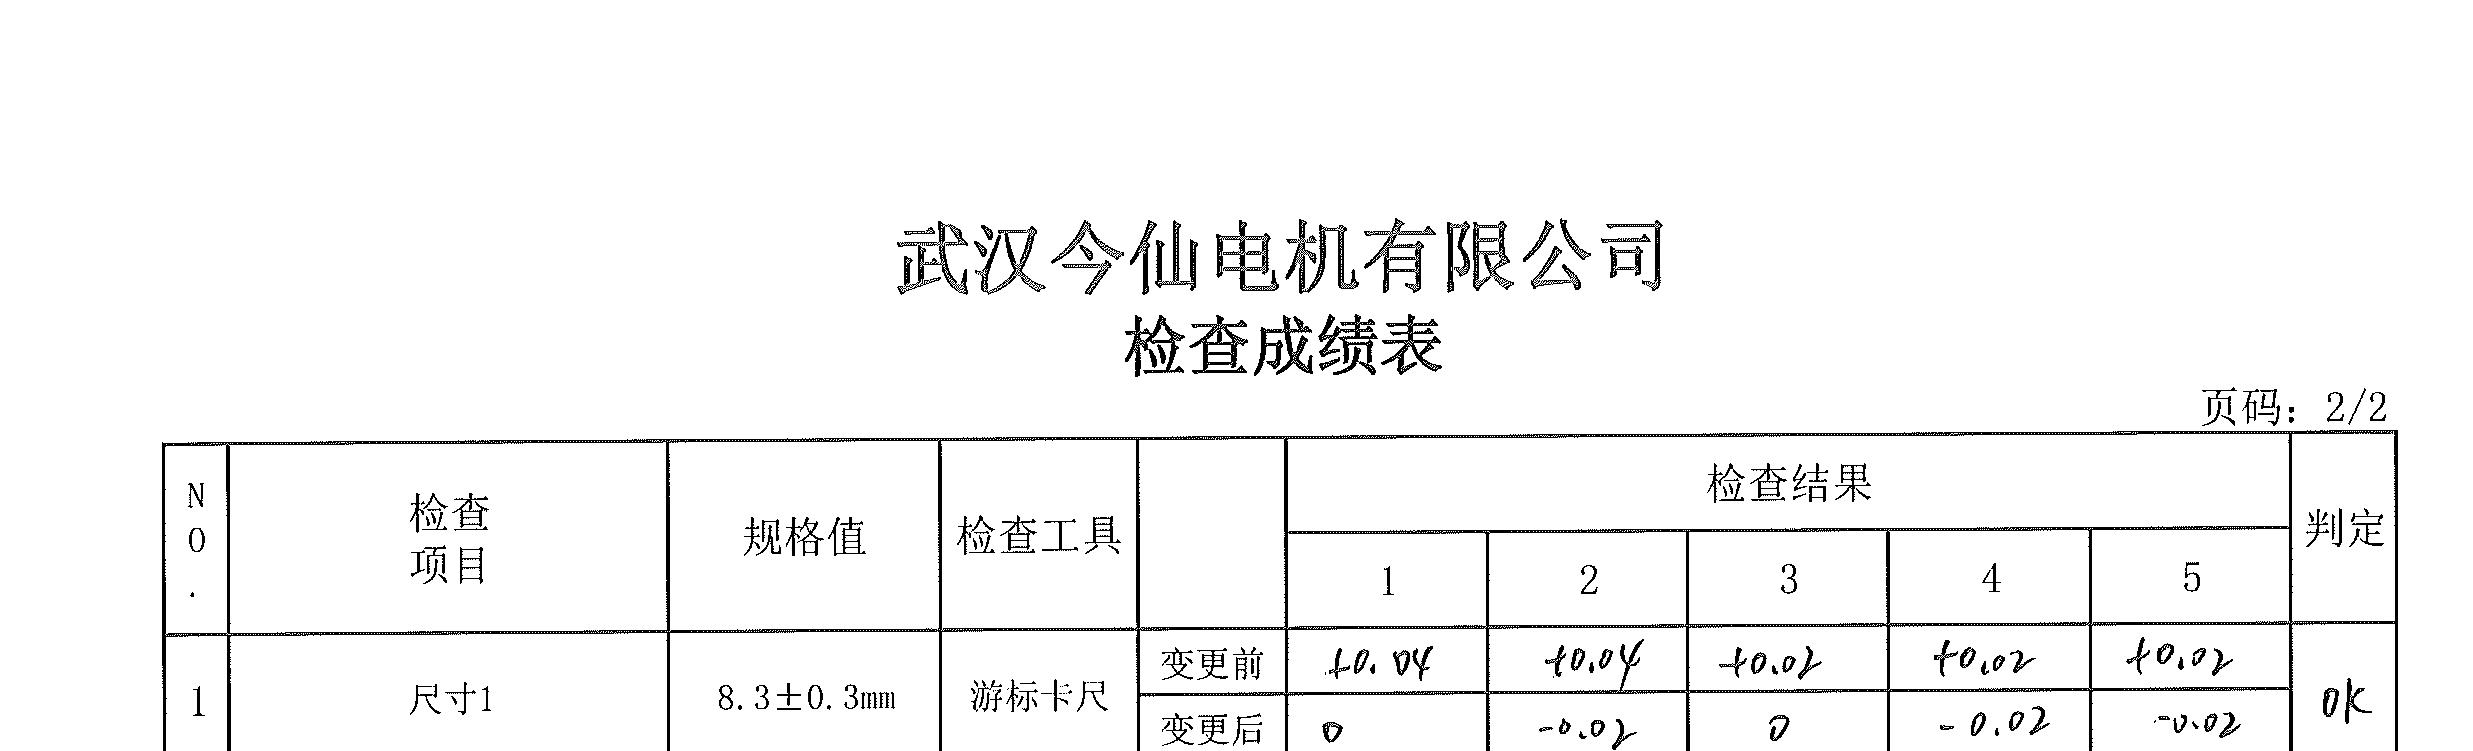 武汉今仙电机有限公司
检查成绩表
页码：2/2
NO.
检查项目
规格值
检查工具
检查结果
判定
1 2 3 4 5
1 尺寸1 8.3±0.3mm 游标卡尺
变更前 +0.04 +0.04 +0.02 +0.02 +0.02
变更后 0 -0.02 0 -0.02 -0.02
OK